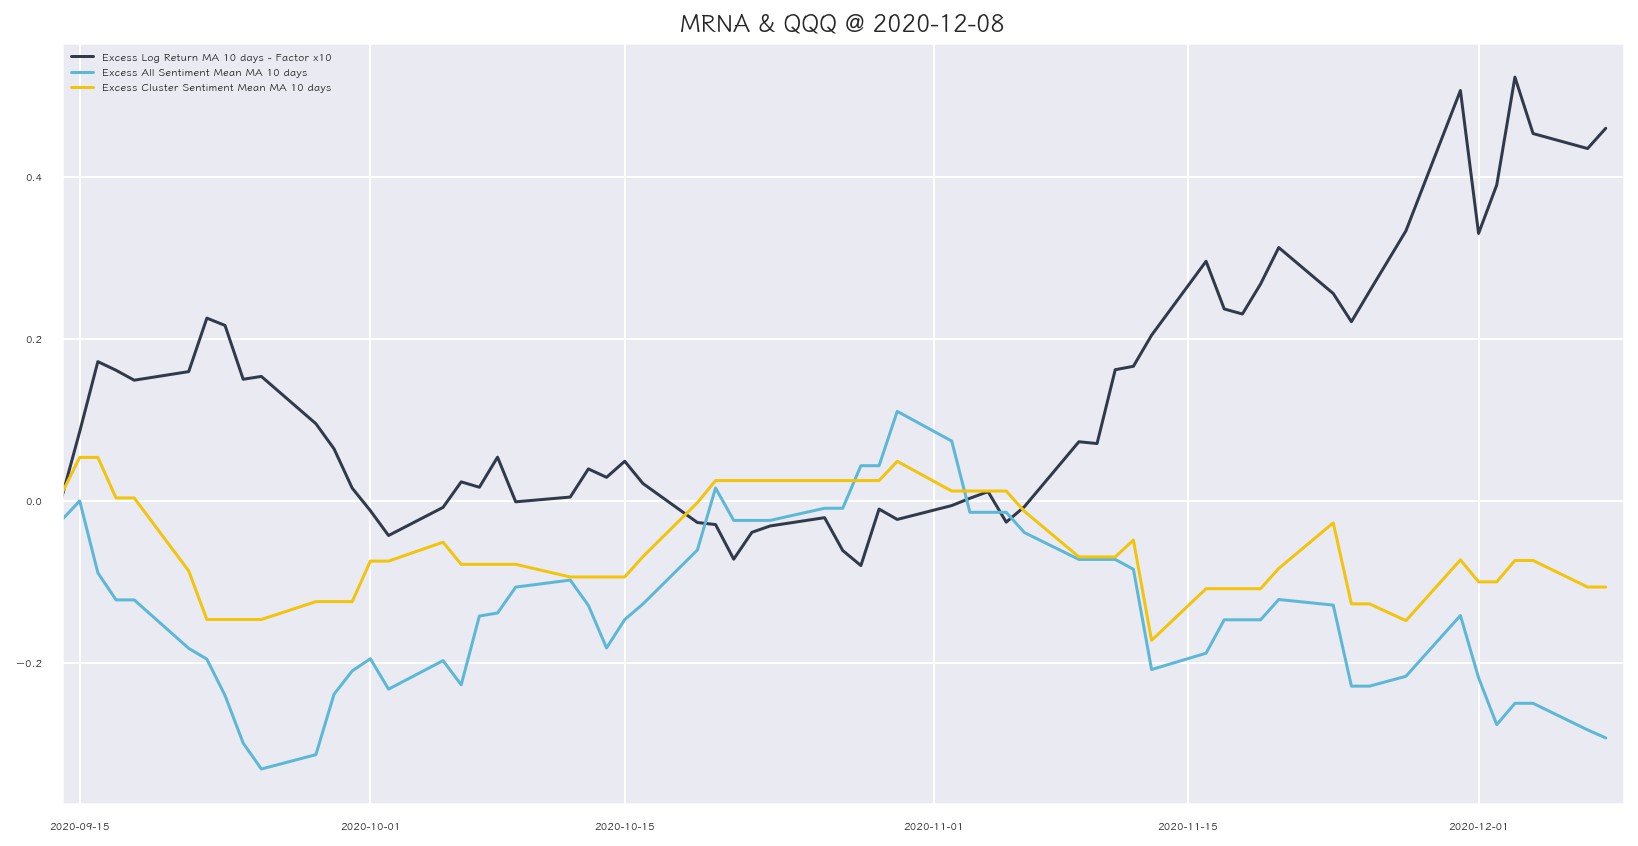 MRNA & QQQ @ 2020-12-08
Excess Log Return MA 10 days - Factor x10
Excess All Sentiment Mean MA 10 days
Excess Cluster Sentiment Mean MA 10 days
0.4
0.2
0.0
−0.2
2020-09-15 2020-10-01 2020-10-15 2020-11-01 2020-11-15 2020-12-01